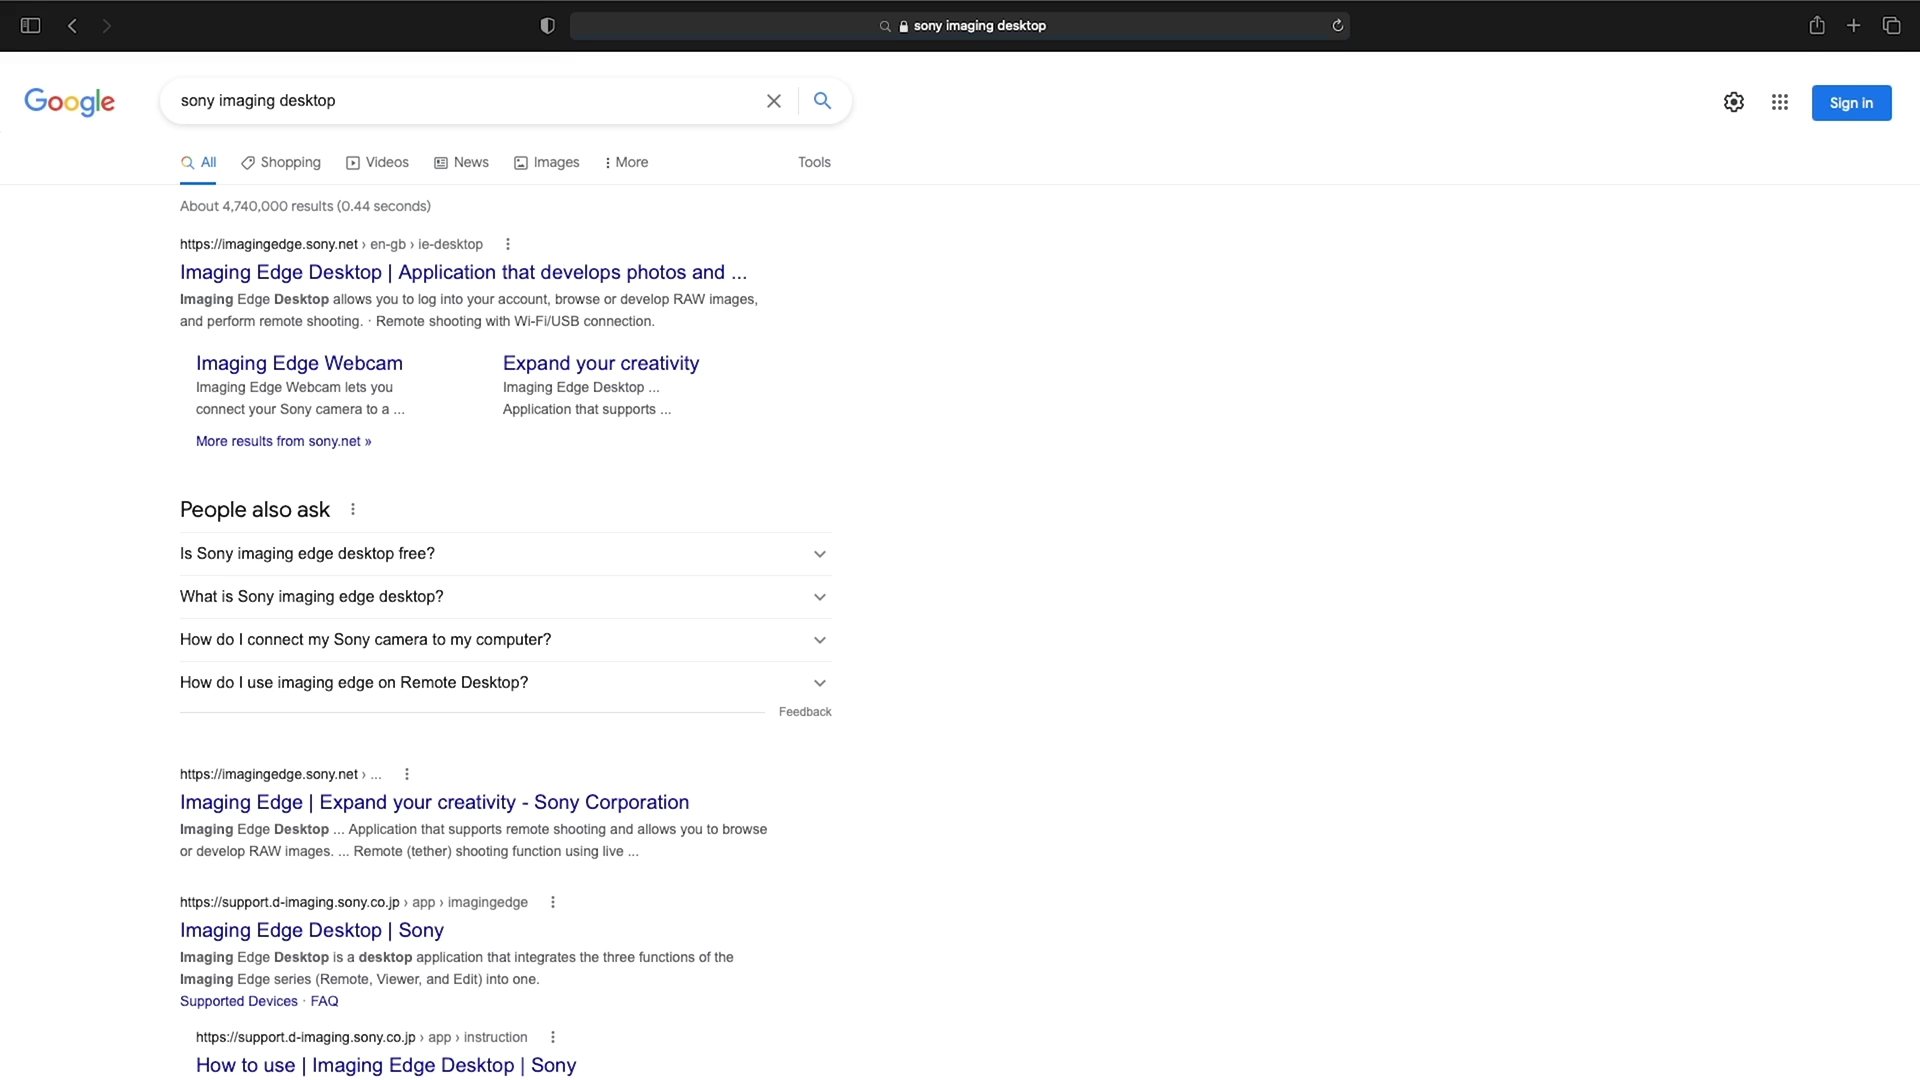 sony imaging desktop
Google
sony imaging desktop
Sign in
All
Shopping
Videos
News
Images
More
Tools
About 4,740,000 results (0.44 seconds)
https://imagingedge.sony.net › en-gb › ie-desktop
Imaging Edge Desktop | Application that develops photos and ...
Imaging Edge Desktop allows you to log into your account, browse or develop RAW images,
and perform remote shooting. · Remote shooting with Wi-Fi/USB connection.
Imaging Edge Webcam
Imaging Edge Webcam lets you
connect your Sony camera to a ...
Expand your creativity
Imaging Edge Desktop ...
Application that supports ...
More results from sony.net »
People also ask
Is Sony imaging edge desktop free?
What is Sony imaging edge desktop?
How do I connect my Sony camera to my computer?
How do I use imaging edge on Remote Desktop?
Feedback
https://imagingedge.sony.net › ...
Imaging Edge | Expand your creativity - Sony Corporation
Imaging Edge Desktop ... Application that supports remote shooting and allows you to browse
or develop RAW images. ... Remote (tether) shooting function using live ...
https://support.d-imaging.sony.co.jp › app › imagingedge
Imaging Edge Desktop | Sony
Imaging Edge Desktop is a desktop application that integrates the three functions of the
Imaging Edge series (Remote, Viewer, and Edit) into one.
Supported Devices · FAQ
https://support.d-imaging.sony.co.jp › app › instruction
How to use | Imaging Edge Desktop | Sony